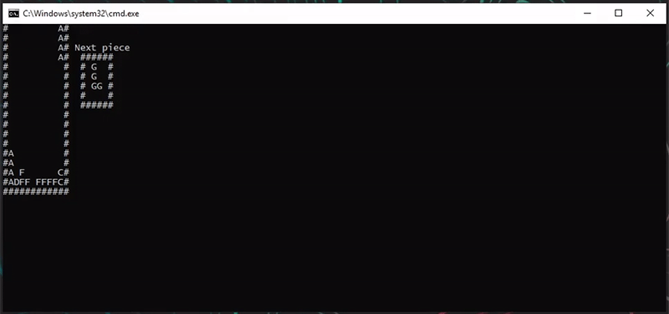 C:\Windows\system32\cmd.exe
#         A#
#         A#
#         A# Next piece
#         A#  ######
#          #  # G  #
#          #  # G  #
#          #  # GG #
#          #  #    #
#          #  ######
#          #
#          #
#          #
#          #
#A         #
#A         #
#A F      C#
#ADFF FFFFC#
############